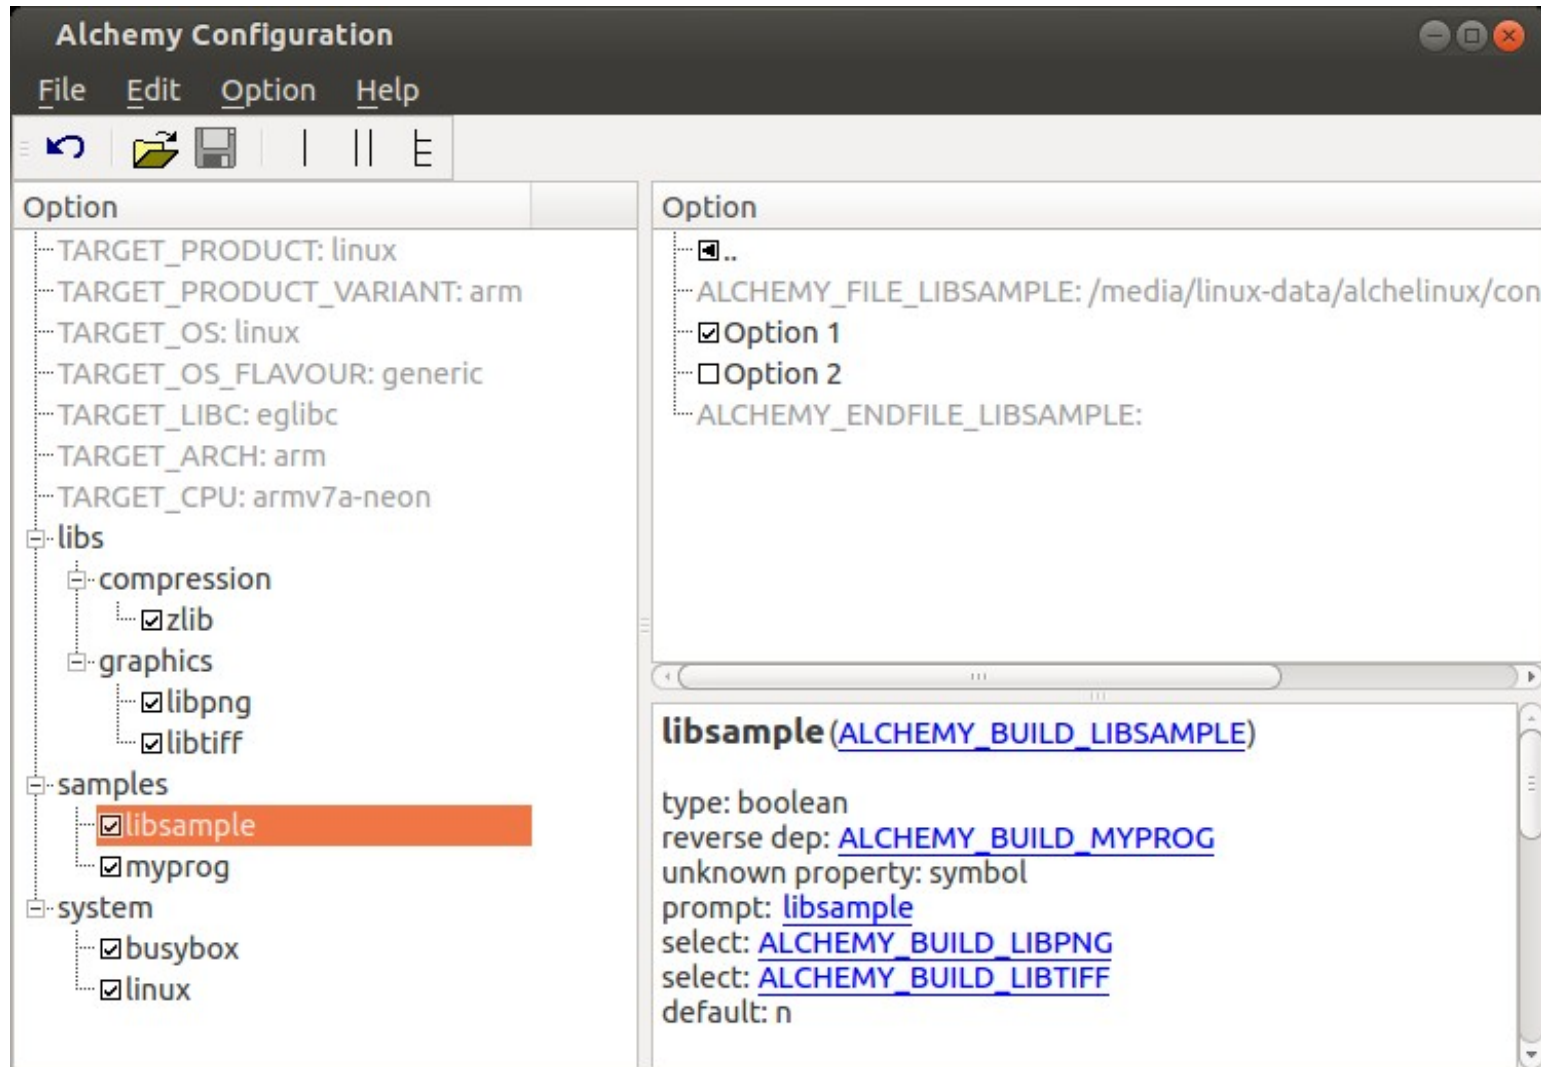 Alchemy Configuration
File Edit Option Help
Option
TARGET_PRODUCT: linux
TARGET_PRODUCT_VARIANT: arm
TARGET_OS: linux
TARGET_OS_FLAVOUR: generic
TARGET_LIBC: eglibc
TARGET_ARCH: arm
TARGET_CPU: armv7a-neon
libs
compression
zlib
graphics
libpng
libtiff
samples
libsample
myprog
system
busybox
linux
Option
..
ALCHEMY_FILE_LIBSAMPLE: /media/linux-data/alchelinux/con
Option 1
Option 2
ALCHEMY_ENDFILE_LIBSAMPLE:
libsample (ALCHEMY_BUILD_LIBSAMPLE)
type: boolean
reverse dep: ALCHEMY_BUILD_MYPROG
unknown property: symbol
prompt: libsample
select: ALCHEMY_BUILD_LIBPNG
select: ALCHEMY_BUILD_LIBTIFF
default: n